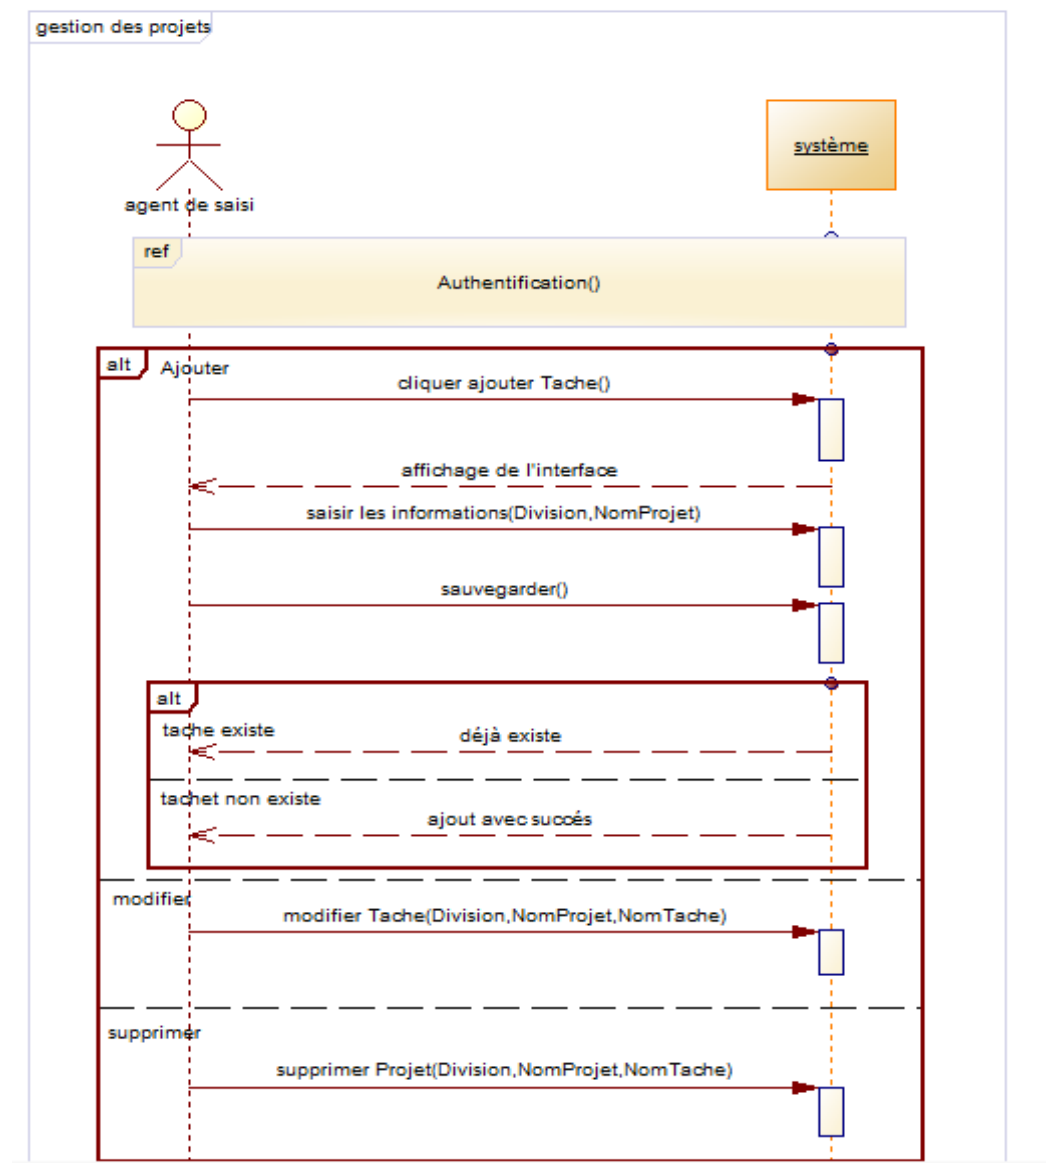 gestion des projets
système
agent de saisi
ref
Authentification()
alt
Ajouter
cliquer ajouter Tache()
affichage de l'interface
saisir les informations(Division,NomProjet)
sauvegarder()
alt
tache existe
déjà existe
tachet non existe
ajout avec succés
modifier
modifier Tache(Division,NomProjet,NomTache)
supprimer
supprimer Projet(Division,NomProjet,NomTache)